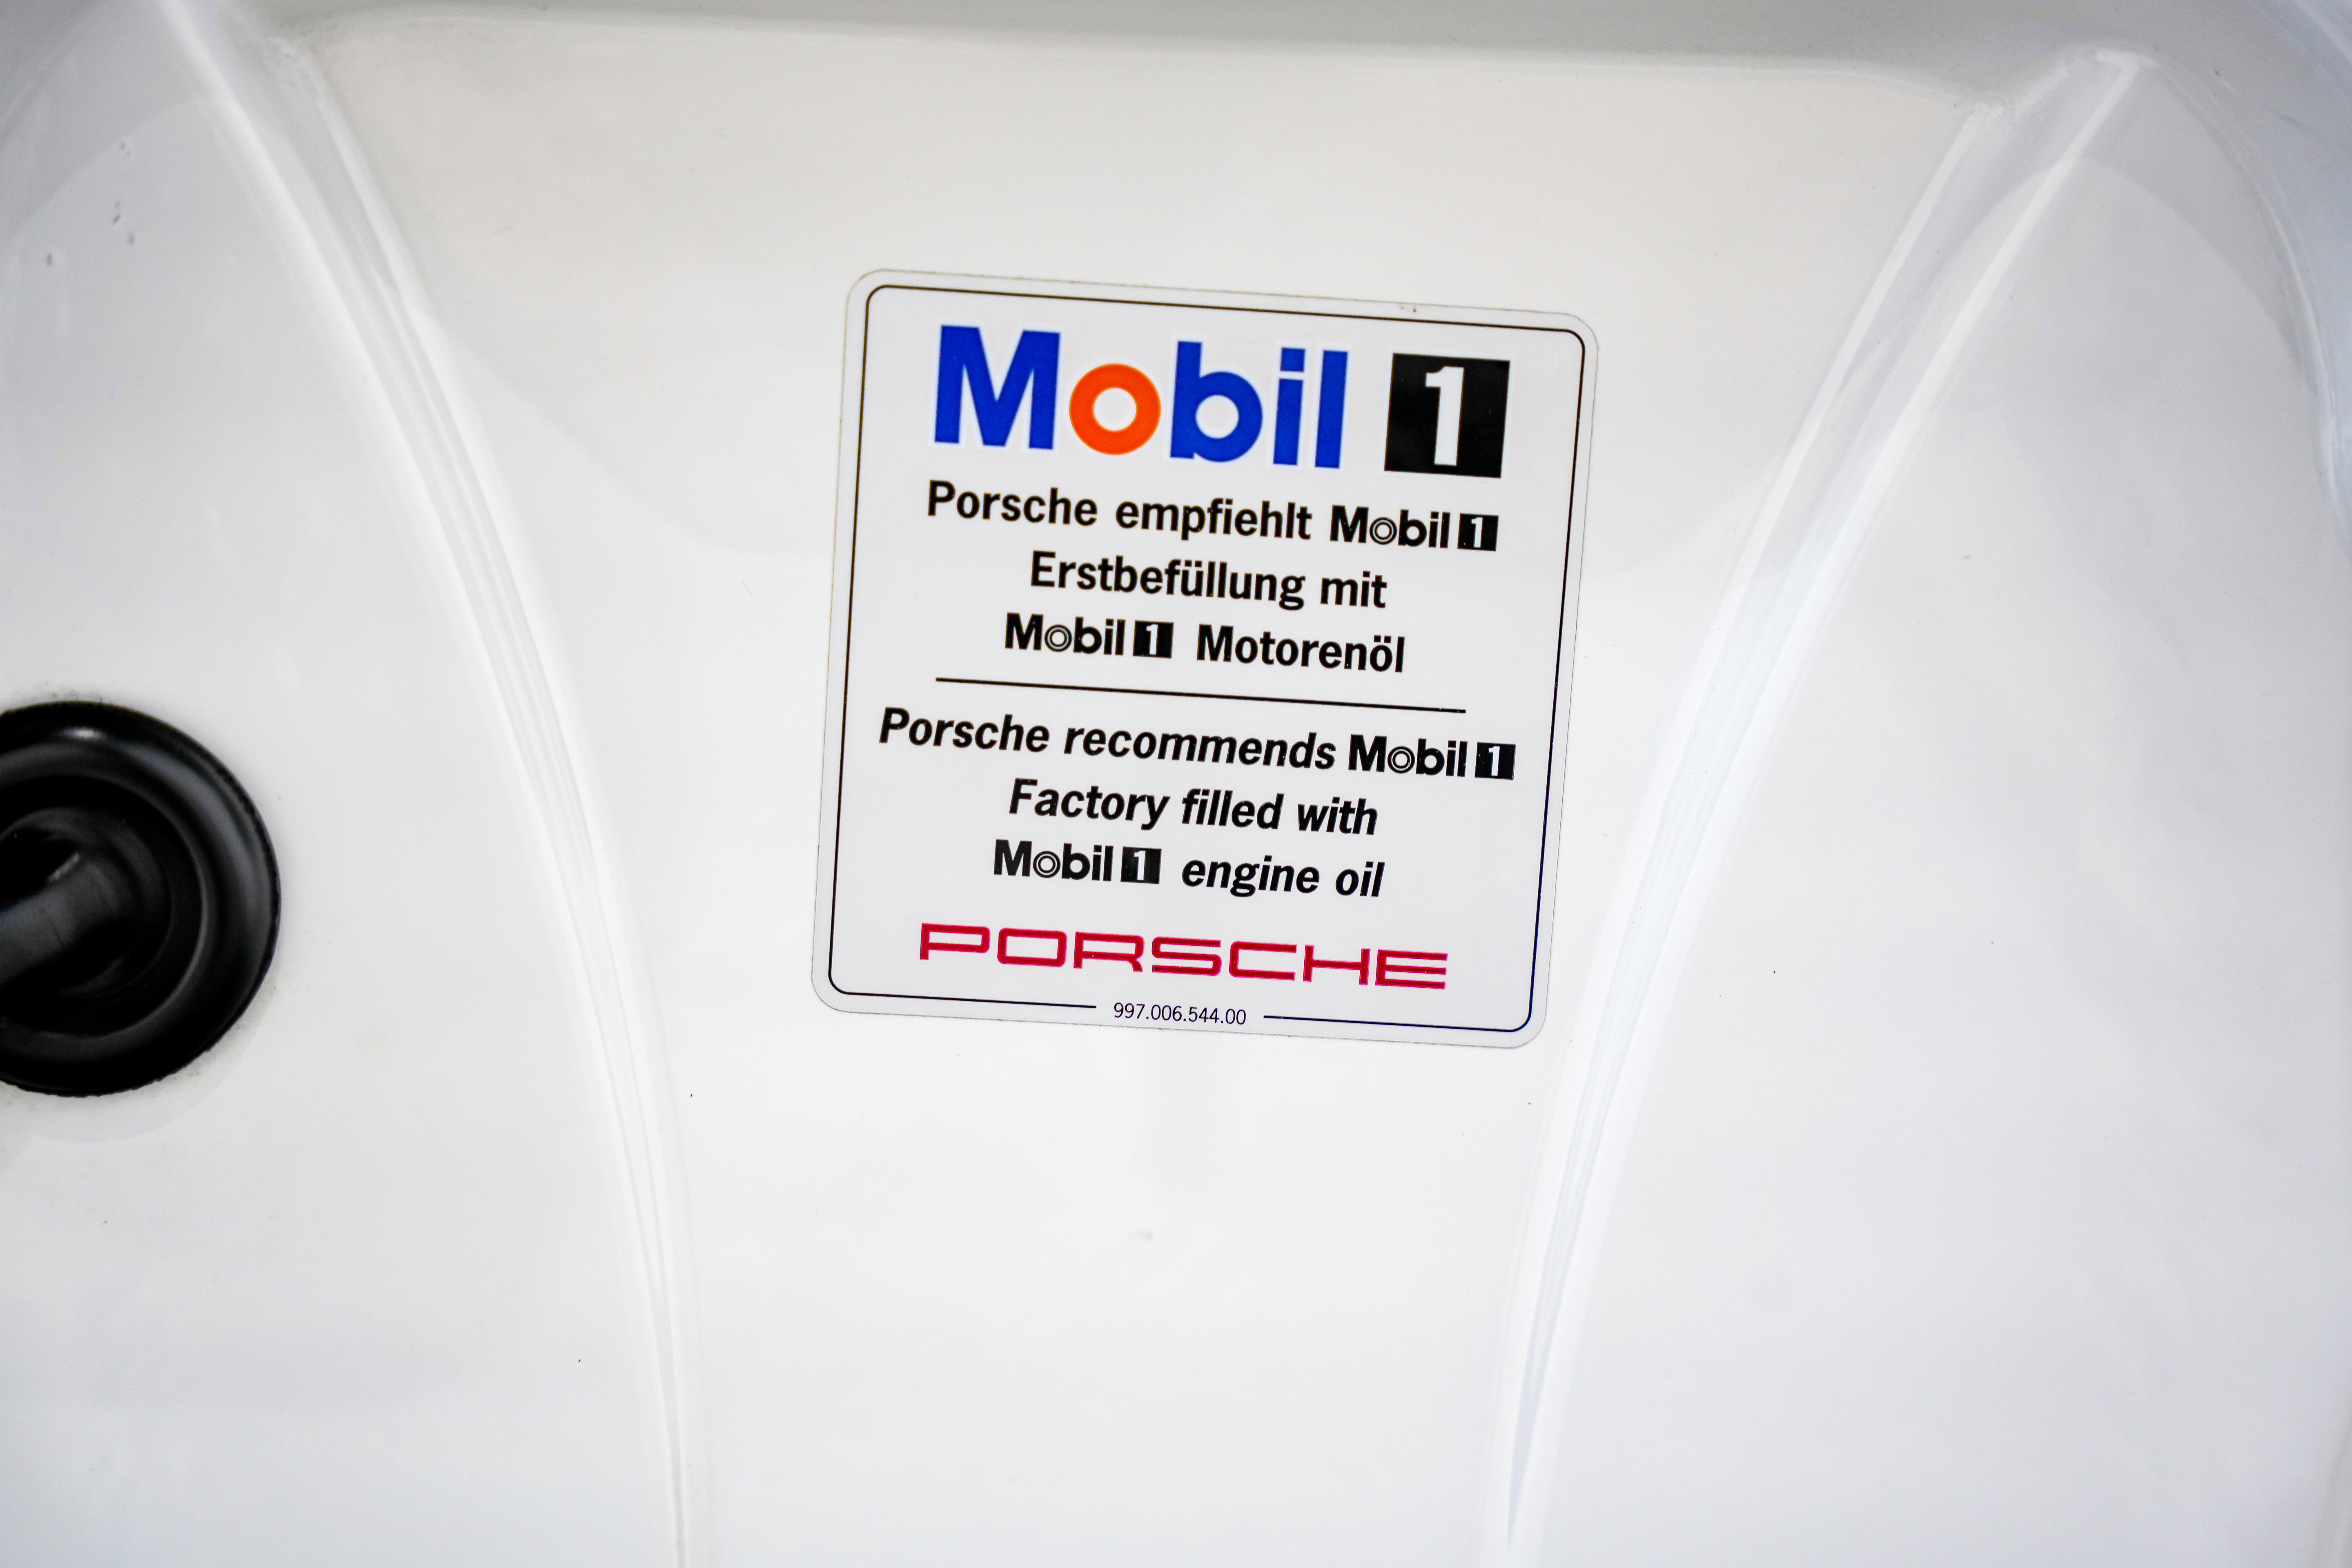 Mobil 1
Porsche empfiehlt Mobil 1
Erstbefüllung mit
Mobil 1 Motorenöl
Porsche recommends Mobil 1
Factory filled with
Mobil 1 engine oil
PORSCHE
997.006.544.00